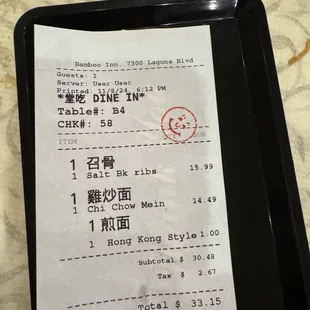 Bamboo Inn. 7300 Laguna Blvd
Guests: 1
Server: User User
Printed: 11/8/24, 6:12 PM
*堂吃 DINE IN*
Table#: B4
CHK#: 58
ITEM SUB
1 召骨
1 Salt Bk ribs 15.99
1 雞炒面
1 Chi Chow Mein 14.49
1 煎面
1 Hong Kong Style 1.00
Subtotal $ 30.48
Tax $ 2.67
Total $ 33.15